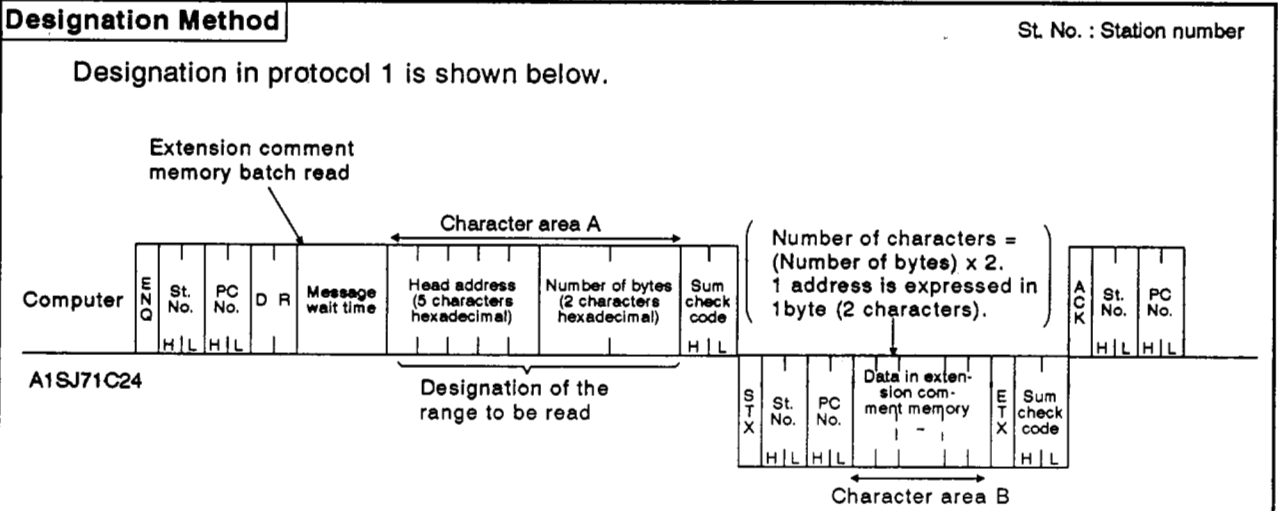 Designation Method
St. No. : Station number
Designation in protocol 1 is shown below.
Extension comment
memory batch read
Character area A
Number of characters =
(Number of bytes) x 2.
1 address is expressed in
1byte (2 characters).
Computer
ENQ
St.
No.
H L
PC
No.
H L
D R
Message
wait time
Head address
(5 characters
hexadecimal)
Number of bytes
(2 characters
hexadecimal)
Sum
check
code
H L
ACK
St.
No.
H L
PC
No.
H L
A1SJ71C24
Designation of the
range to be read
STX
St.
No.
H L
PC
No.
H L
Data in exten-
sion com-
ment memory
-
ETX
Sum
check
code
H L
Character area B